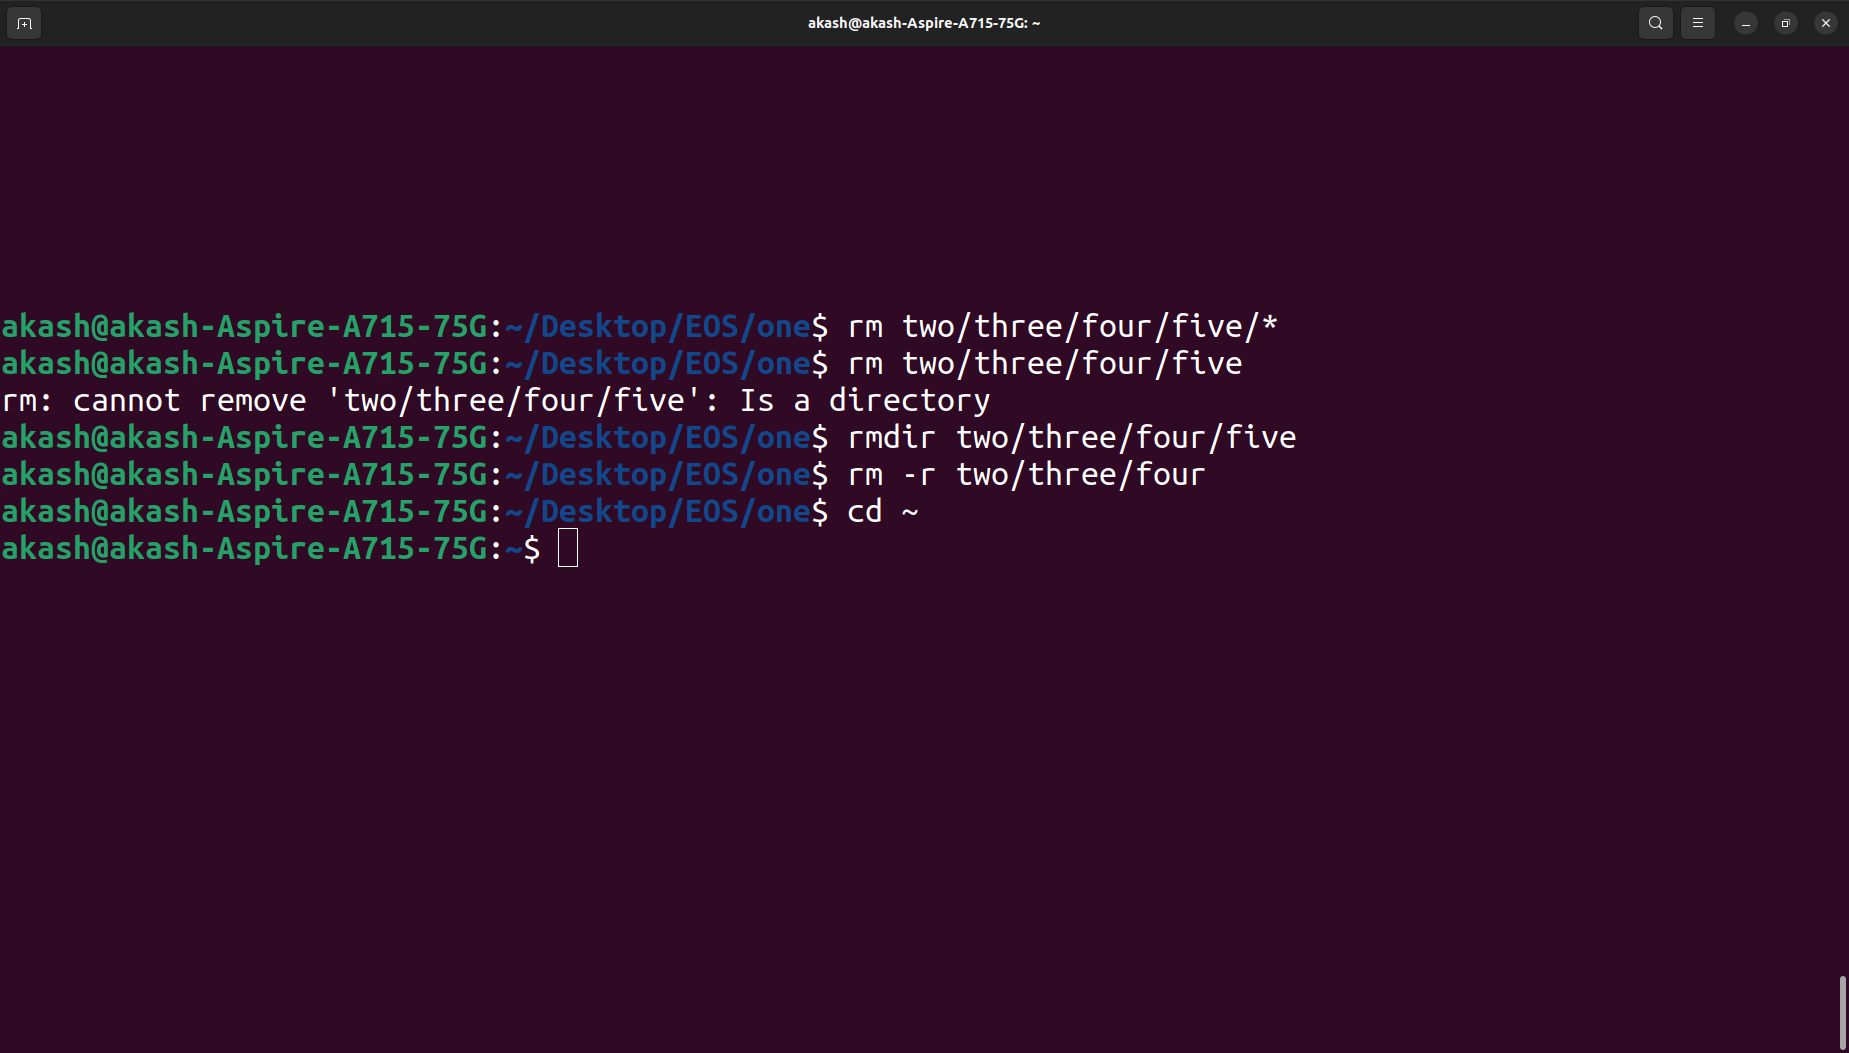 akash@akash-Aspire-A715-75G: ~
akash@akash-Aspire-A715-75G:~/Desktop/EOS/one$ rm two/three/four/five/*
akash@akash-Aspire-A715-75G:~/Desktop/EOS/one$ rm two/three/four/five
rm: cannot remove 'two/three/four/five': Is a directory
akash@akash-Aspire-A715-75G:~/Desktop/EOS/one$ rmdir two/three/four/five
akash@akash-Aspire-A715-75G:~/Desktop/EOS/one$ rm -r two/three/four
akash@akash-Aspire-A715-75G:~/Desktop/EOS/one$ cd ~
akash@akash-Aspire-A715-75G:~$